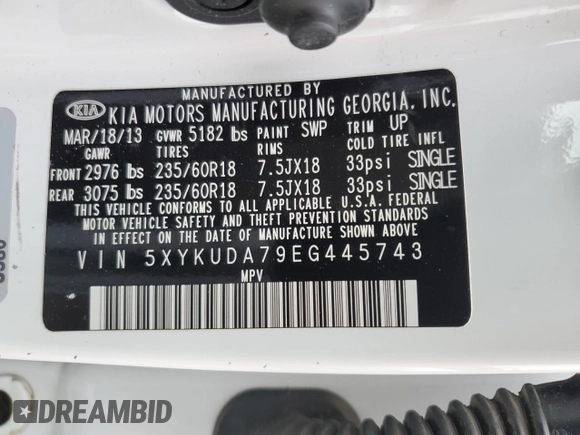 MANUFACTURED BY
KIA KIA MOTORS MANUFACTURING GEORGIA, INC.
MAR/18/13 GVWR 5182 lbs PAINT SWP TRIM UP
GAWR TIRES RIMS COLD TIRE INFL
FRONT 2976 lbs 235/60R18 7.5JX18 33psi SINGLE
REAR 3075 lbs 235/60R18 7.5JX18 33psi SINGLE
THIS VEHICLE CONFORMS TO ALL APPLICABLE U.S.A. FEDERAL
MOTOR VEHICLE SAFETY AND THEFT PREVENTION STANDARDS
IN EFFECT ON THE DATE OF MANUFACTURE SHOWN ABOVE.
VIN 5XYKUDA79EG445743
MPV
DREAMBID